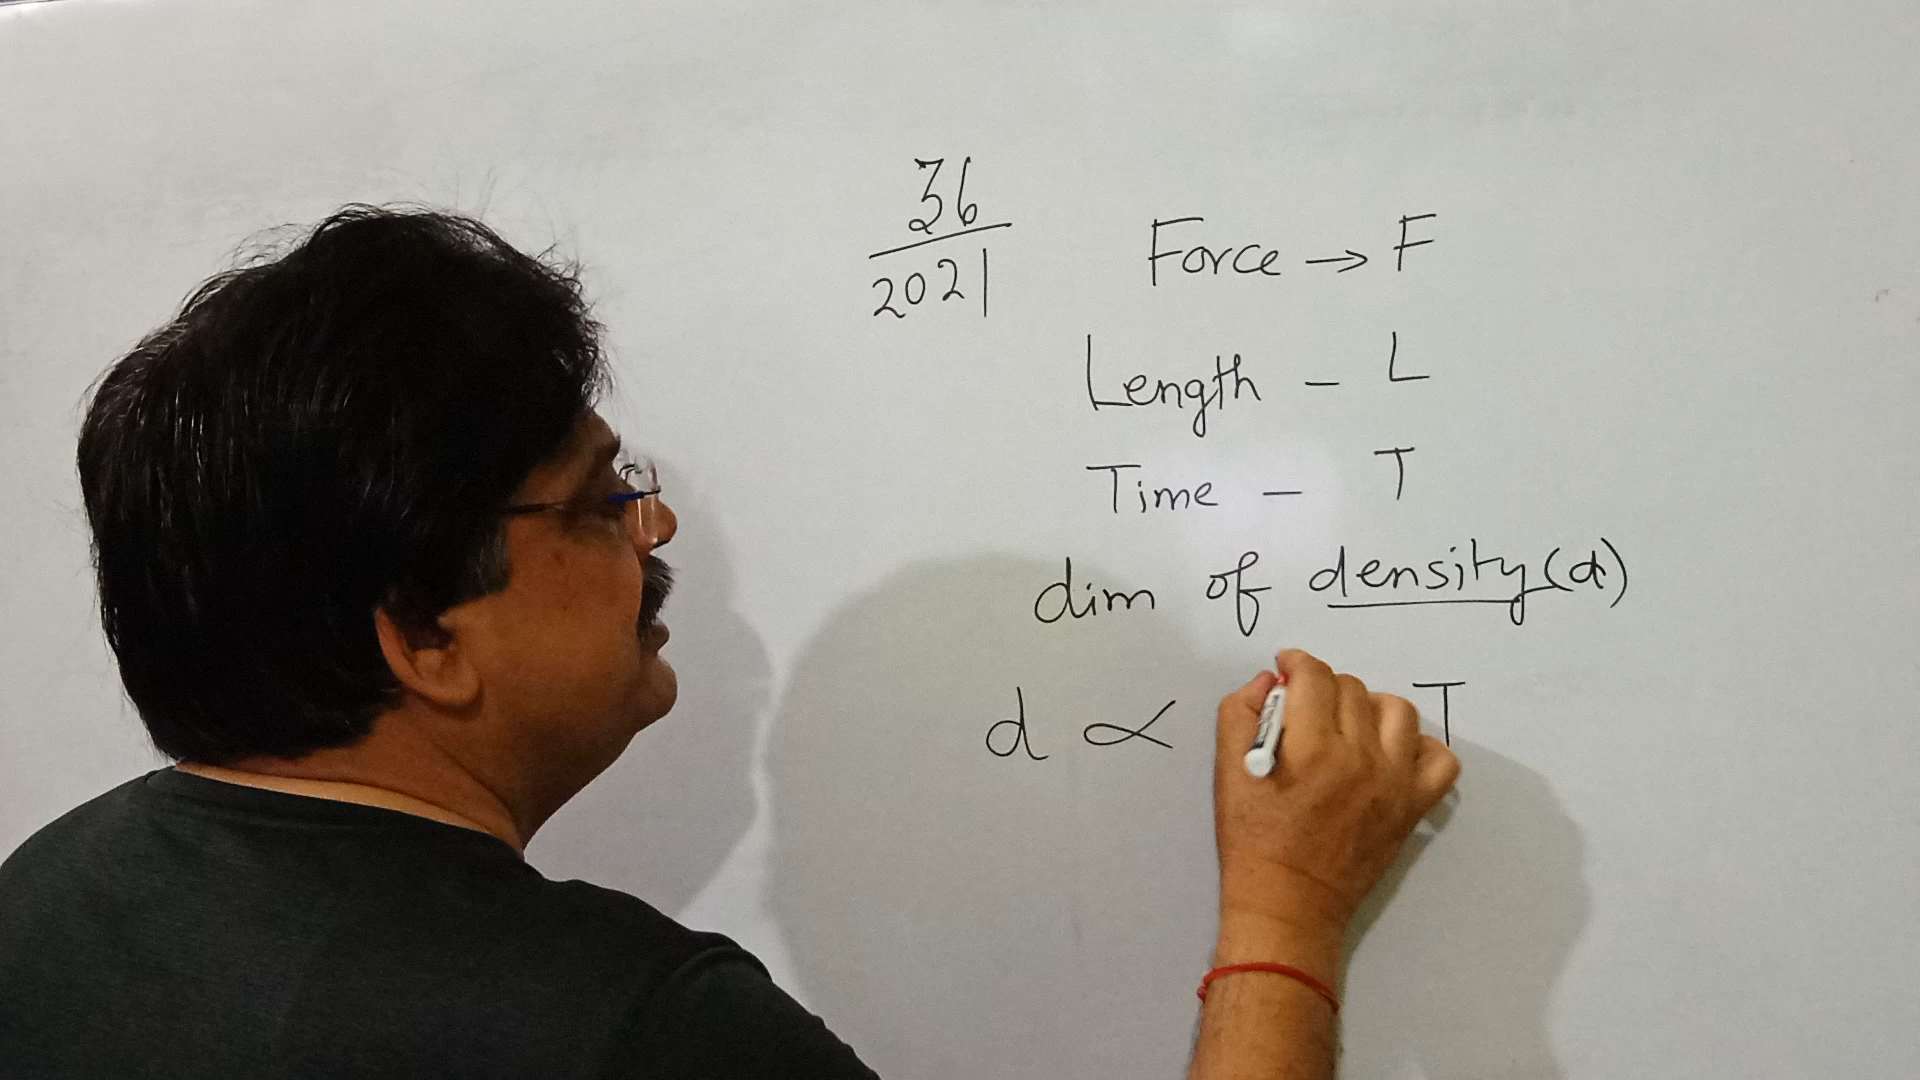 36
2021
Force → F
Length - L
Time - T
dim of density (d)
d ∝ T